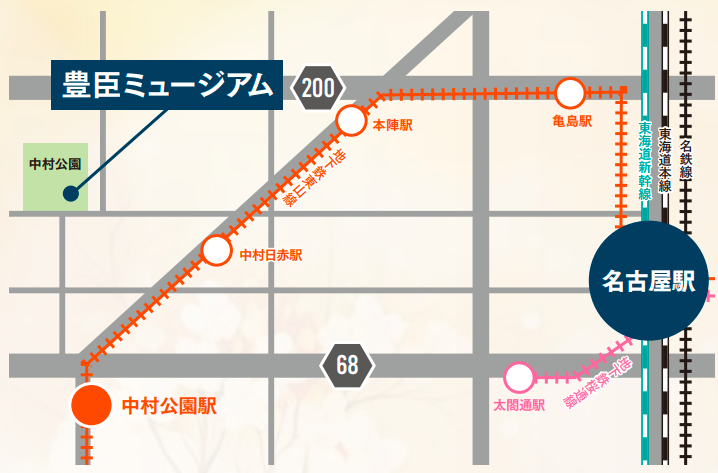 豊臣ミュージアム
200
本陣駅
亀島駅
中村公園
地下鉄東山線
東海道新幹線
東海道本線
名鉄線
中村日赤駅
名古屋駅
68
地下鉄桜通線
太閤通駅
中村公園駅